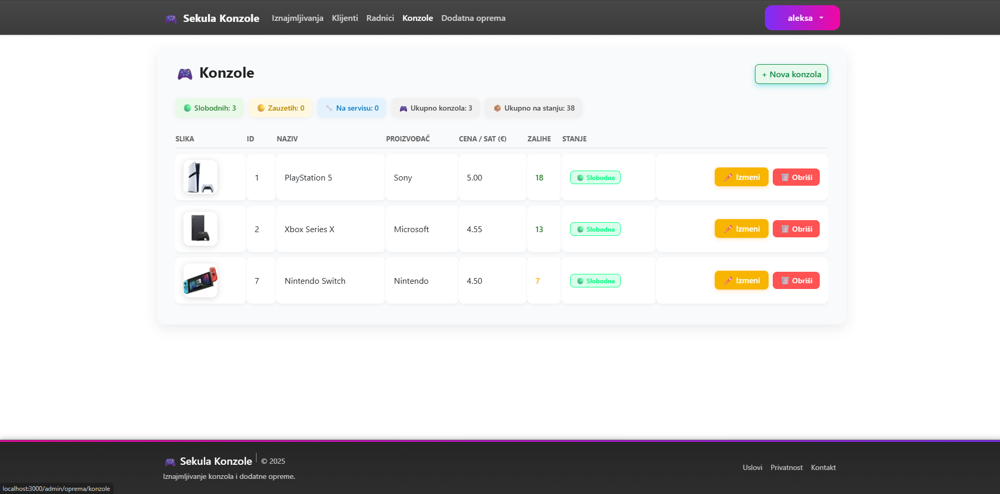 Sekula Konzole Iznajmljivanja Klijenti Radnici Konzole Dodatna oprema aleksa
Konzole
+ Nova konzola
Slobodnih: 3 Zauzetih: 0 Na servisu: 0 Ukupno konzola: 3 Ukupno na stanju: 38
SLIKA ID NAZIV PROIZVOĐAČ CENA / SAT (€) ZALIHE STANJE
1 PlayStation 5 Sony 5.00 18 Slobodna Izmeni Obriši
2 Xbox Series X Microsoft 4.55 13 Slobodna Izmeni Obriši
7 Nintendo Switch Nintendo 4.50 7 Slobodna Izmeni Obriši
Sekula Konzole © 2025
Iznajmljivanje konzola i dodatne opreme.
Uslovi Privatnost Kontakt
localhost:3000/admin/oprema/konzole